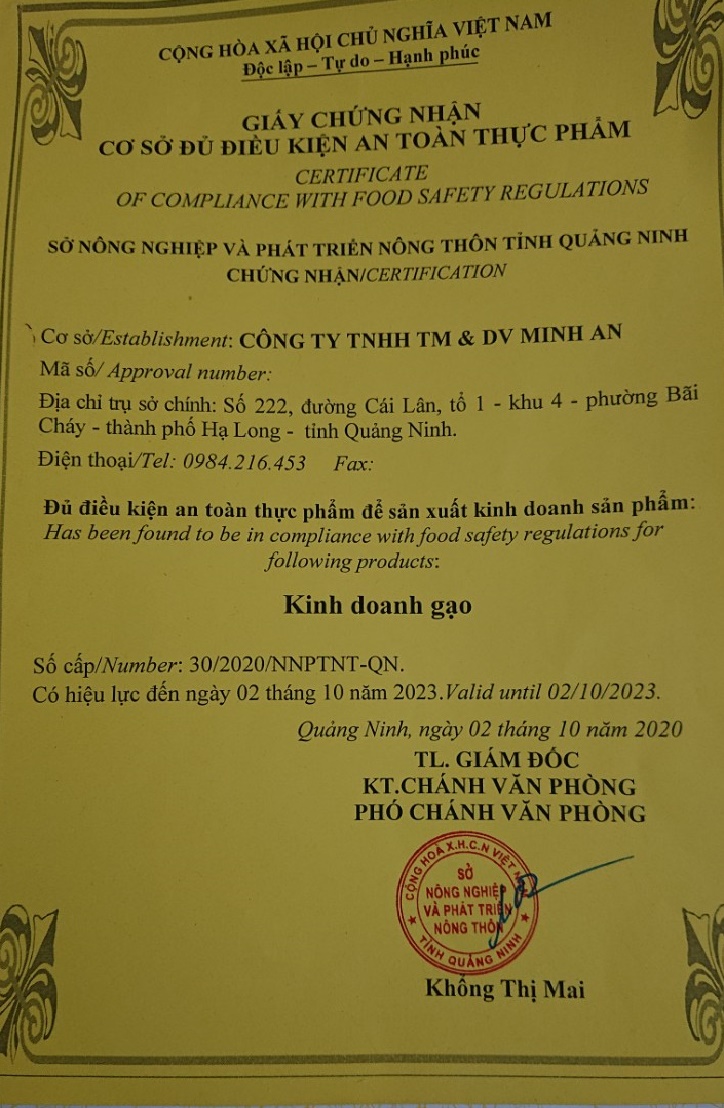 CỘNG HÒA XÃ HỘI CHỦ NGHĨA VIỆT NAM
Độc lập – Tự do – Hạnh phúc
GIẤY CHỨNG NHẬN
CƠ SỞ ĐỦ ĐIỀU KIỆN AN TOÀN THỰC PHẨM
CERTIFICATE
OF COMPLIANCE WITH FOOD SAFETY REGULATIONS
SỞ NÔNG NGHIỆP VÀ PHÁT TRIỂN NÔNG THÔN TỈNH QUẢNG NINH
CHỨNG NHẬN/CERTIFICATION
Cơ sở/Establishment: CÔNG TY TNHH TM & DV MINH AN
Mã số/ Approval number:
Địa chỉ trụ sở chính: Số 222, đường Cái Lân, tổ 1 - khu 4 - phường Bãi
Cháy - thành phố Hạ Long - tỉnh Quảng Ninh.
Điện thoại/Tel: 0984.216.453 Fax:
Đủ điều kiện an toàn thực phẩm để sản xuất kinh doanh sản phẩm:
Has been found to be in compliance with food safety regulations for
following products:
Kinh doanh gạo
Số cấp/Number: 30/2020/NNPTNT-QN.
Có hiệu lực đến ngày 02 tháng 10 năm 2023.Valid until 02/10/2023.
Quảng Ninh, ngày 02 tháng 10 năm 2020
TL. GIÁM ĐỐC
KT.CHÁNH VĂN PHÒNG
PHÓ CHÁNH VĂN PHÒNG
CỘNG HOÀ X.H.C.N VIỆT
SỞ
NÔNG NGHIỆP
VÀ PHÁT TRIỂN
NÔNG THÔN
TỈNH QUẢNG NINH
Khổng Thị Mai